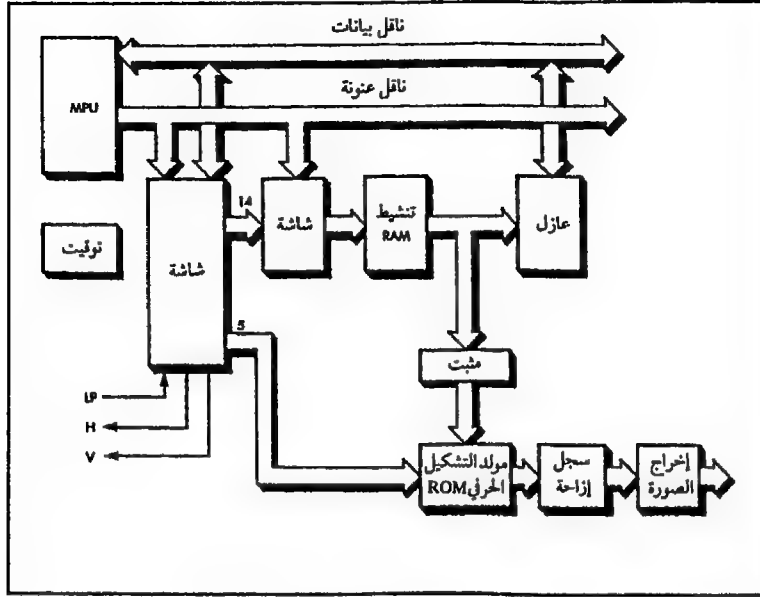 ناقل بيانات
MPU
ناقل عنونة
14
شاشة
تنشيط
RAM
عازل
توقيت
شاشة
5
مثبت
LP
H
V
مولد التشكيل
الحرفي ROM
سجل
إزاحة
إخراج
الصورة